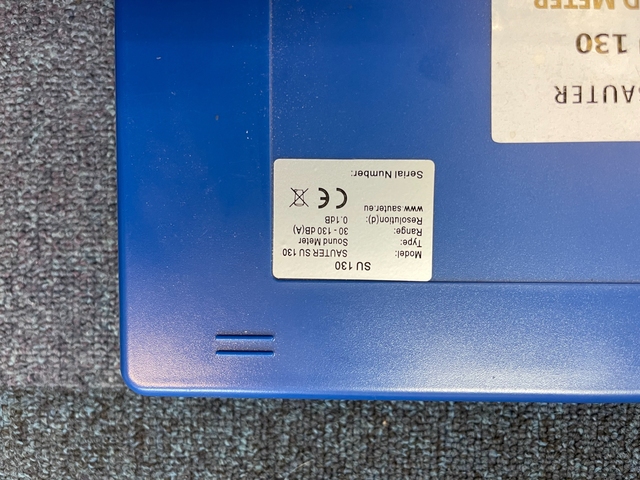 SU 130
Model: SAUTER SU 130
Type: Sound Meter
Range: 30 - 130 dB(A)
Resolution(d): 0.1dB
www.sauter.eu
CE
Serial Number:
SAUTER
130
METER